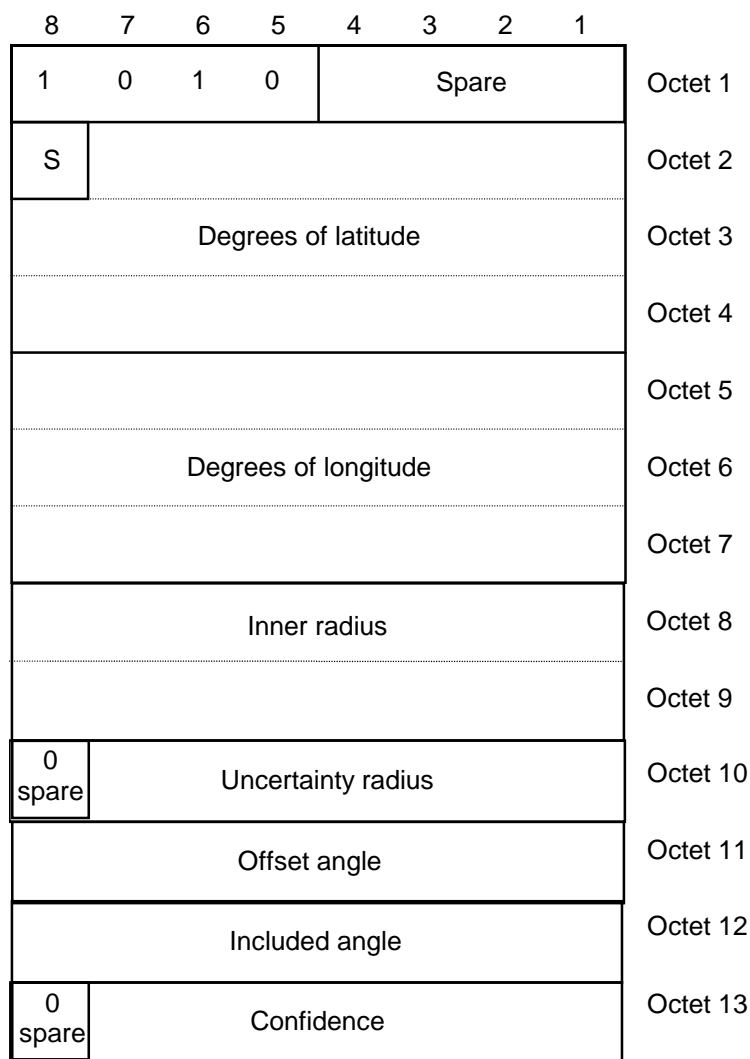 8 7 6 5 4 3 2 1
1 0 1 0 Spare Octet 1
S Octet 2
Degrees of latitude Octet 3
Octet 4
Octet 5
Degrees of longitude Octet 6
Octet 7
Inner radius Octet 8
Octet 9
0
spare Uncertainty radius Octet 10
Offset angle Octet 11
Included angle Octet 12
0
spare Confidence Octet 13